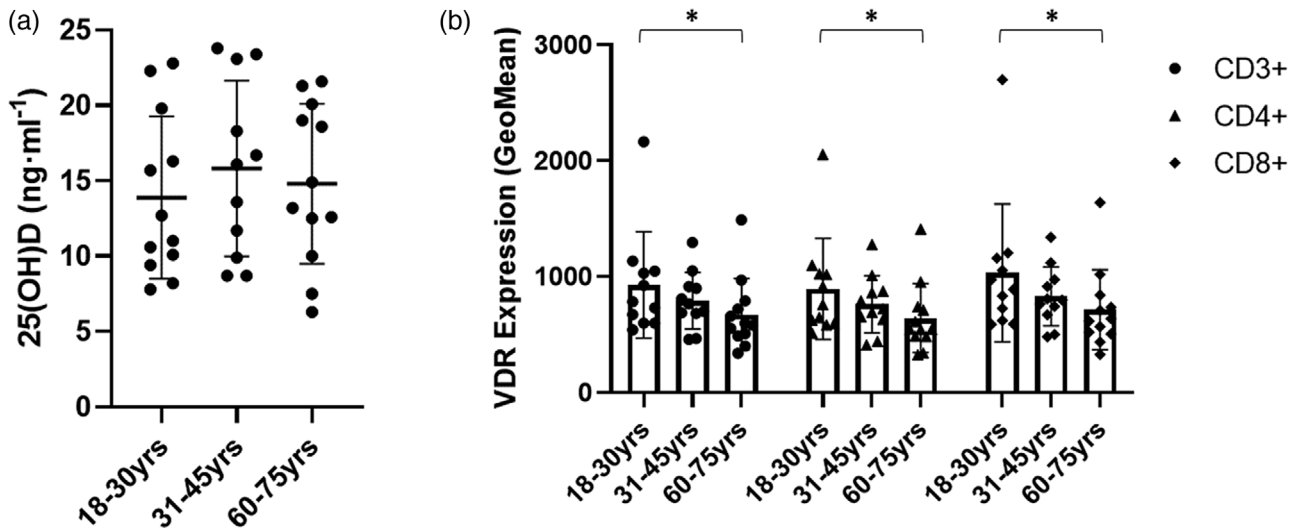 (a)
25(OH)D (ng·ml⁻¹)
25
20
15
10
5
0
18-30yrs
31-45yrs
60-75yrs
(b)
VDR Expression (GeoMean)
3000
2000
1000
0
*
*
*
18-30yrs
31-45yrs
60-75yrs
18-30yrs
31-45yrs
60-75yrs
18-30yrs
31-45yrs
60-75yrs
CD3+
CD4+
CD8+